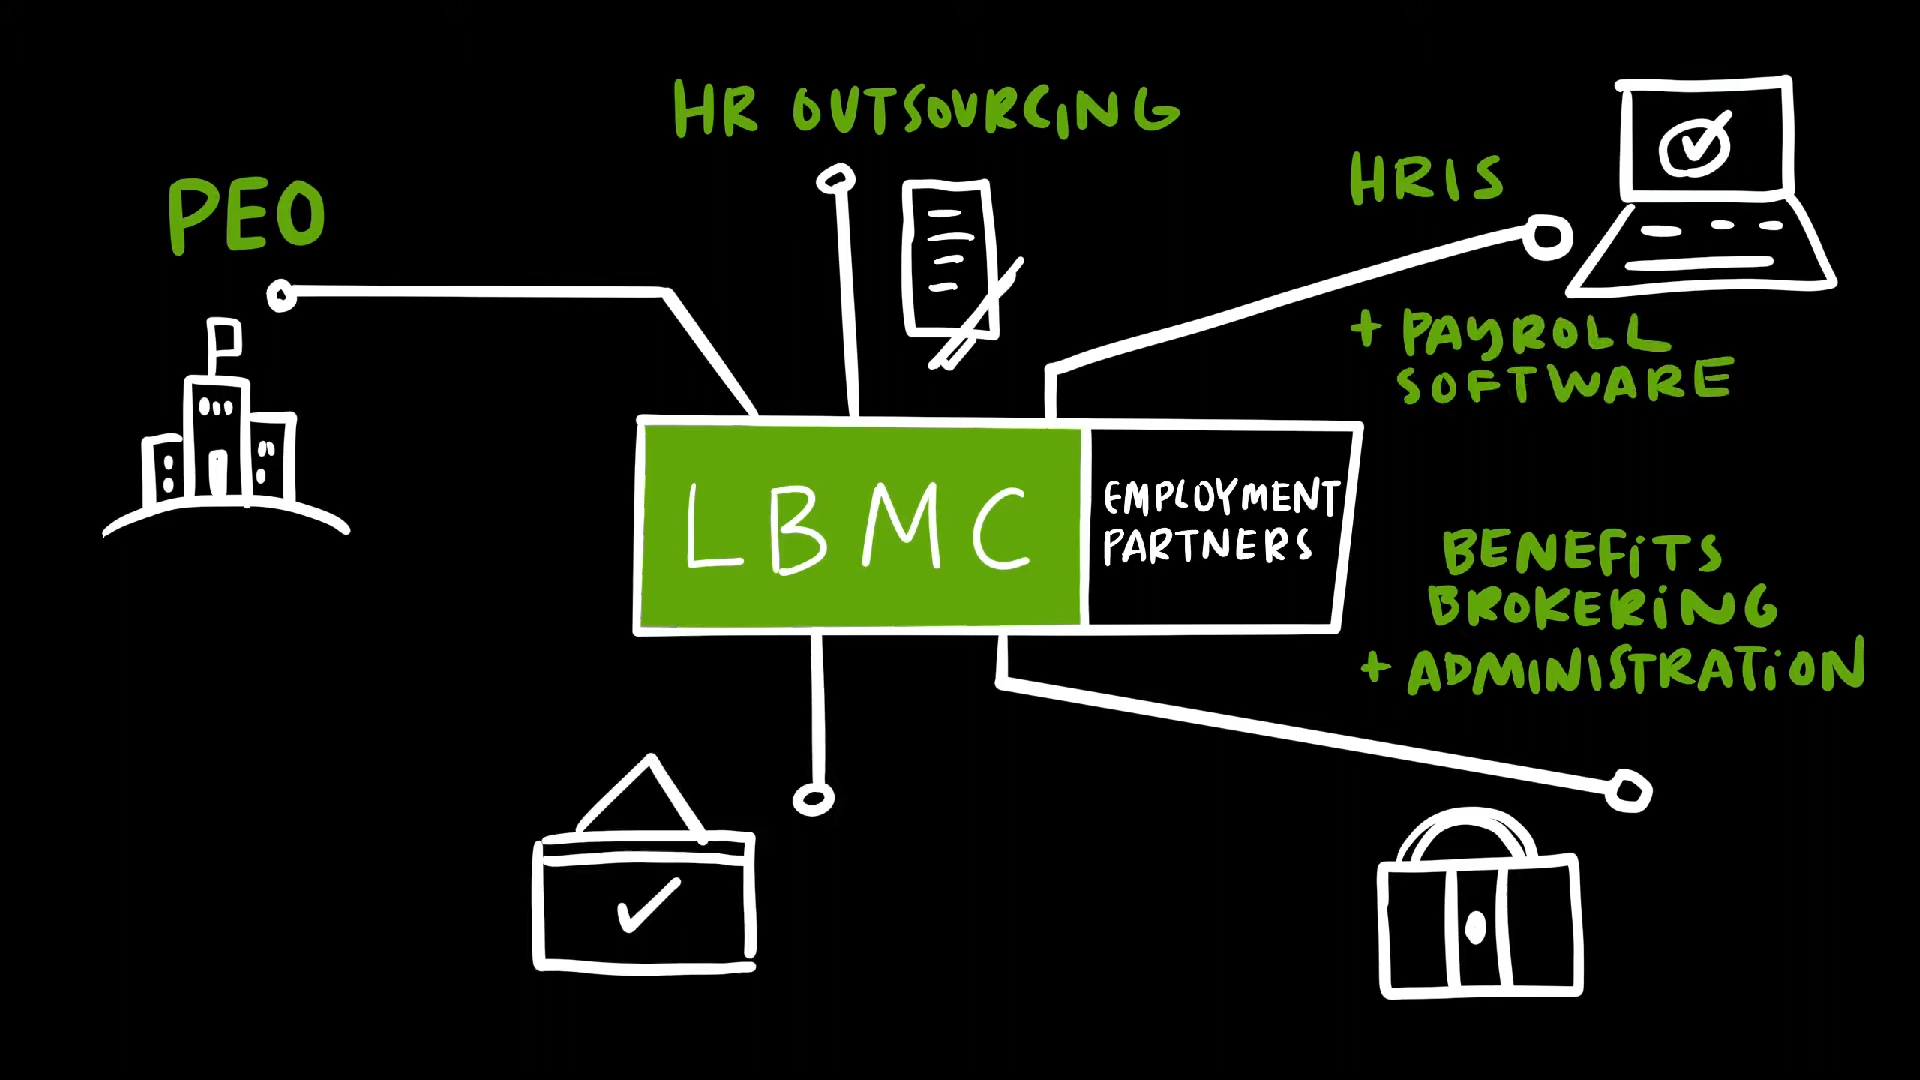 HR OUTSOURCING
PEO
HRIS
+ PAYROLL
SOFTWARE
LBMC
EMPLOYMENT
PARTNERS
BENEFITS
BROKERING
+ ADMINISTRATION